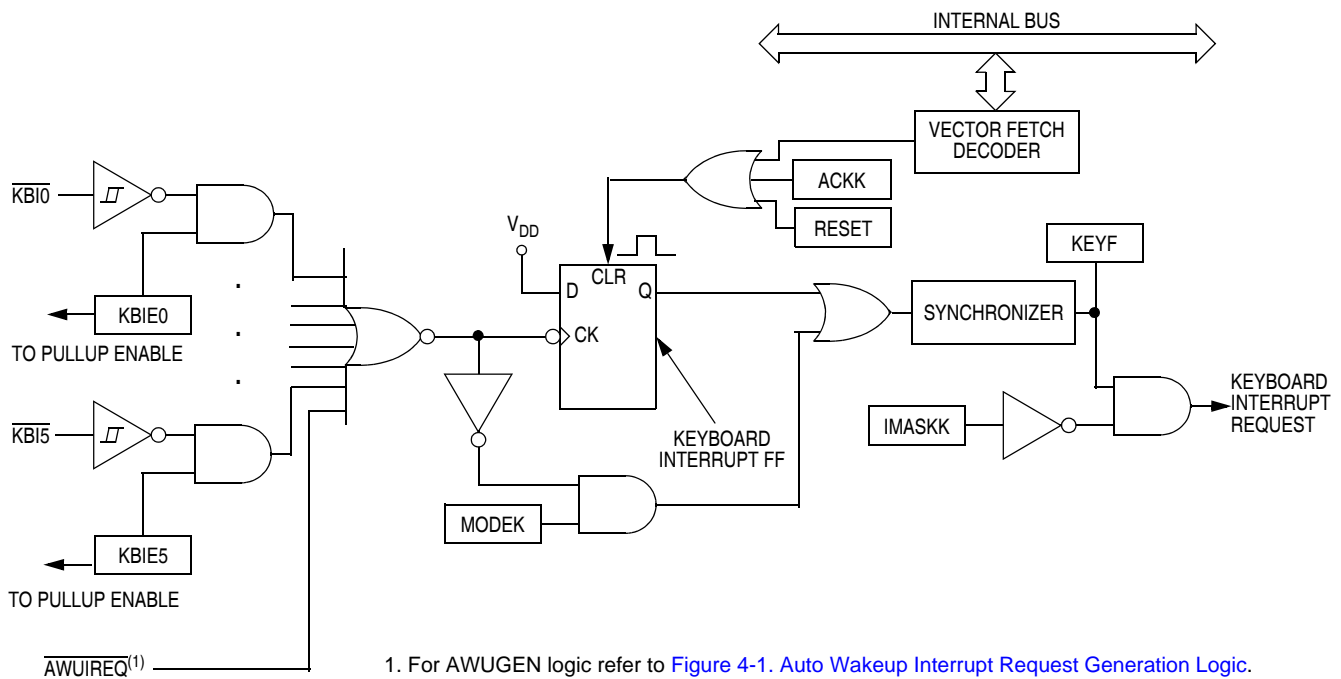 INTERNAL BUS
VECTOR FETCH
DECODER
ACKK
RESET
KBI0
V_DD
CLR
D
Q
CK
KEYF
KBIE0
TO PULLUP ENABLE
SYNCHRONIZER
KBI5
KEYBOARD
INTERRUPT FF
IMASKK
KEYBOARD
INTERRUPT
REQUEST
MODEK
KBIE5
TO PULLUP ENABLE
AWUIREQ(1)
1. For AWUGEN logic refer to Figure 4-1. Auto Wakeup Interrupt Request Generation Logic.